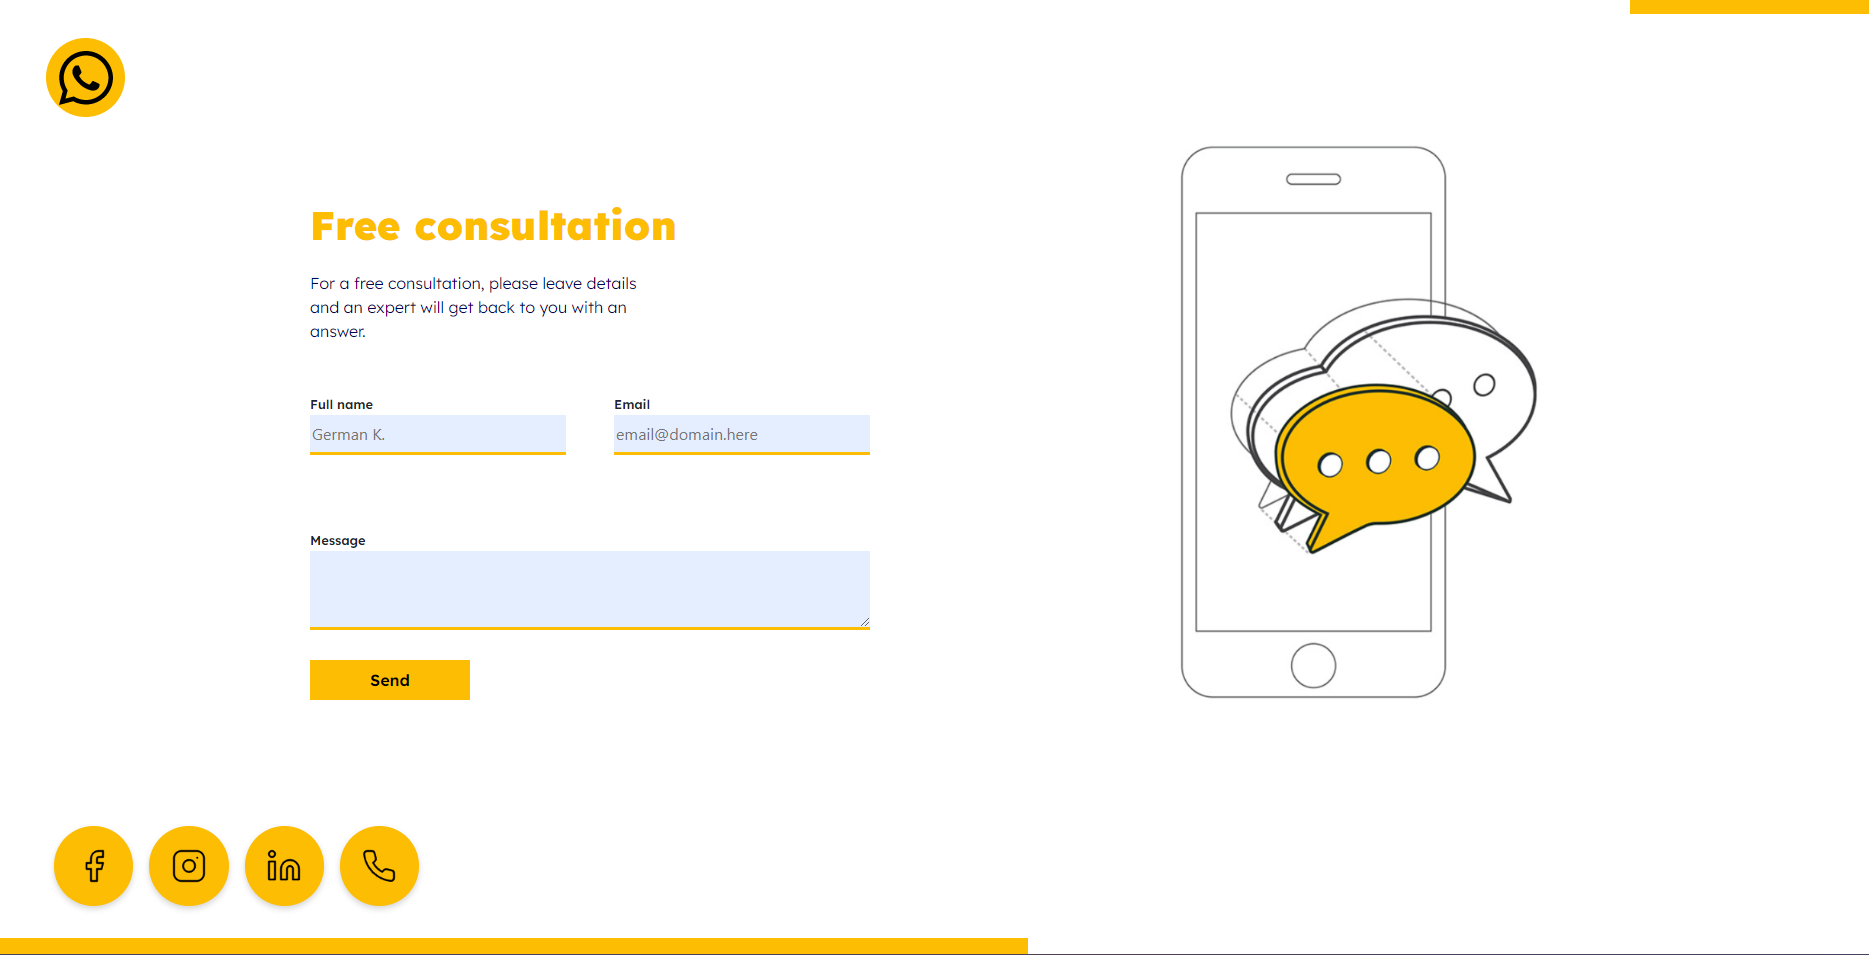 Free consultation
For a free consultation, please leave details
and an expert will get back to you with an
answer.
Full name
Email
German K.
email@domain.here
Message
Send